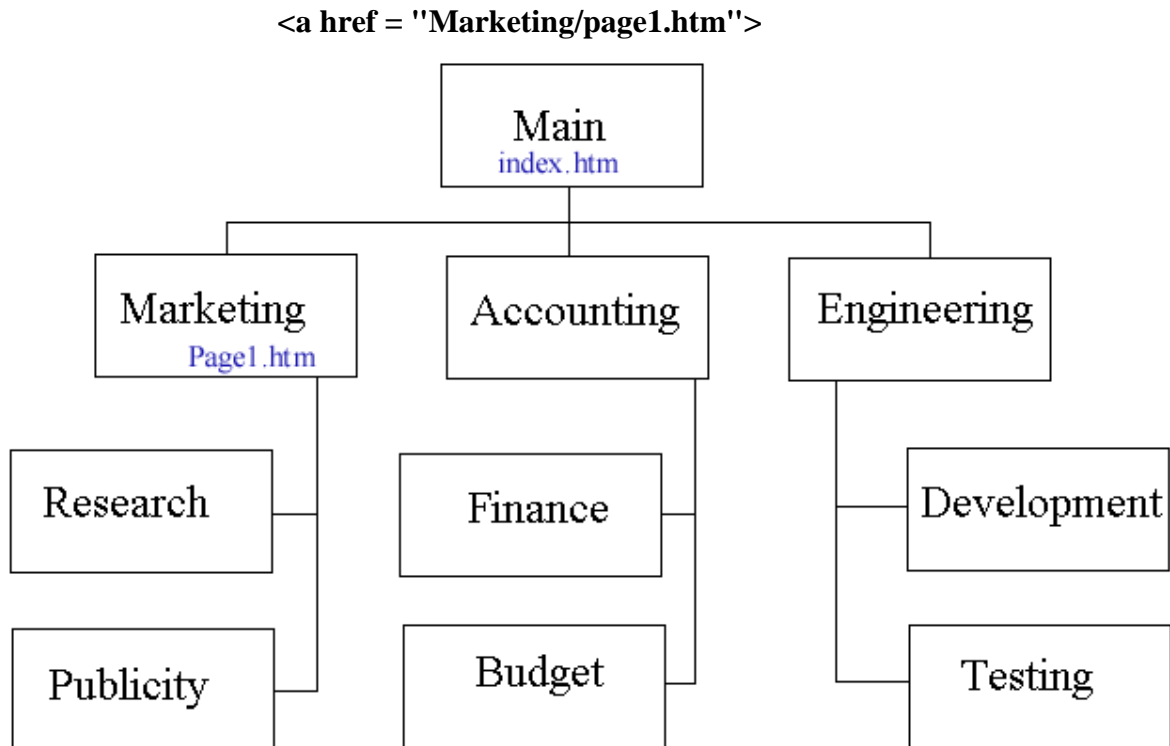 <a href = "Marketing/page1.htm">
Main
index.htm
Marketing
Page1.htm
Accounting
Engineering
Research
Finance
Development
Publicity
Budget
Testing